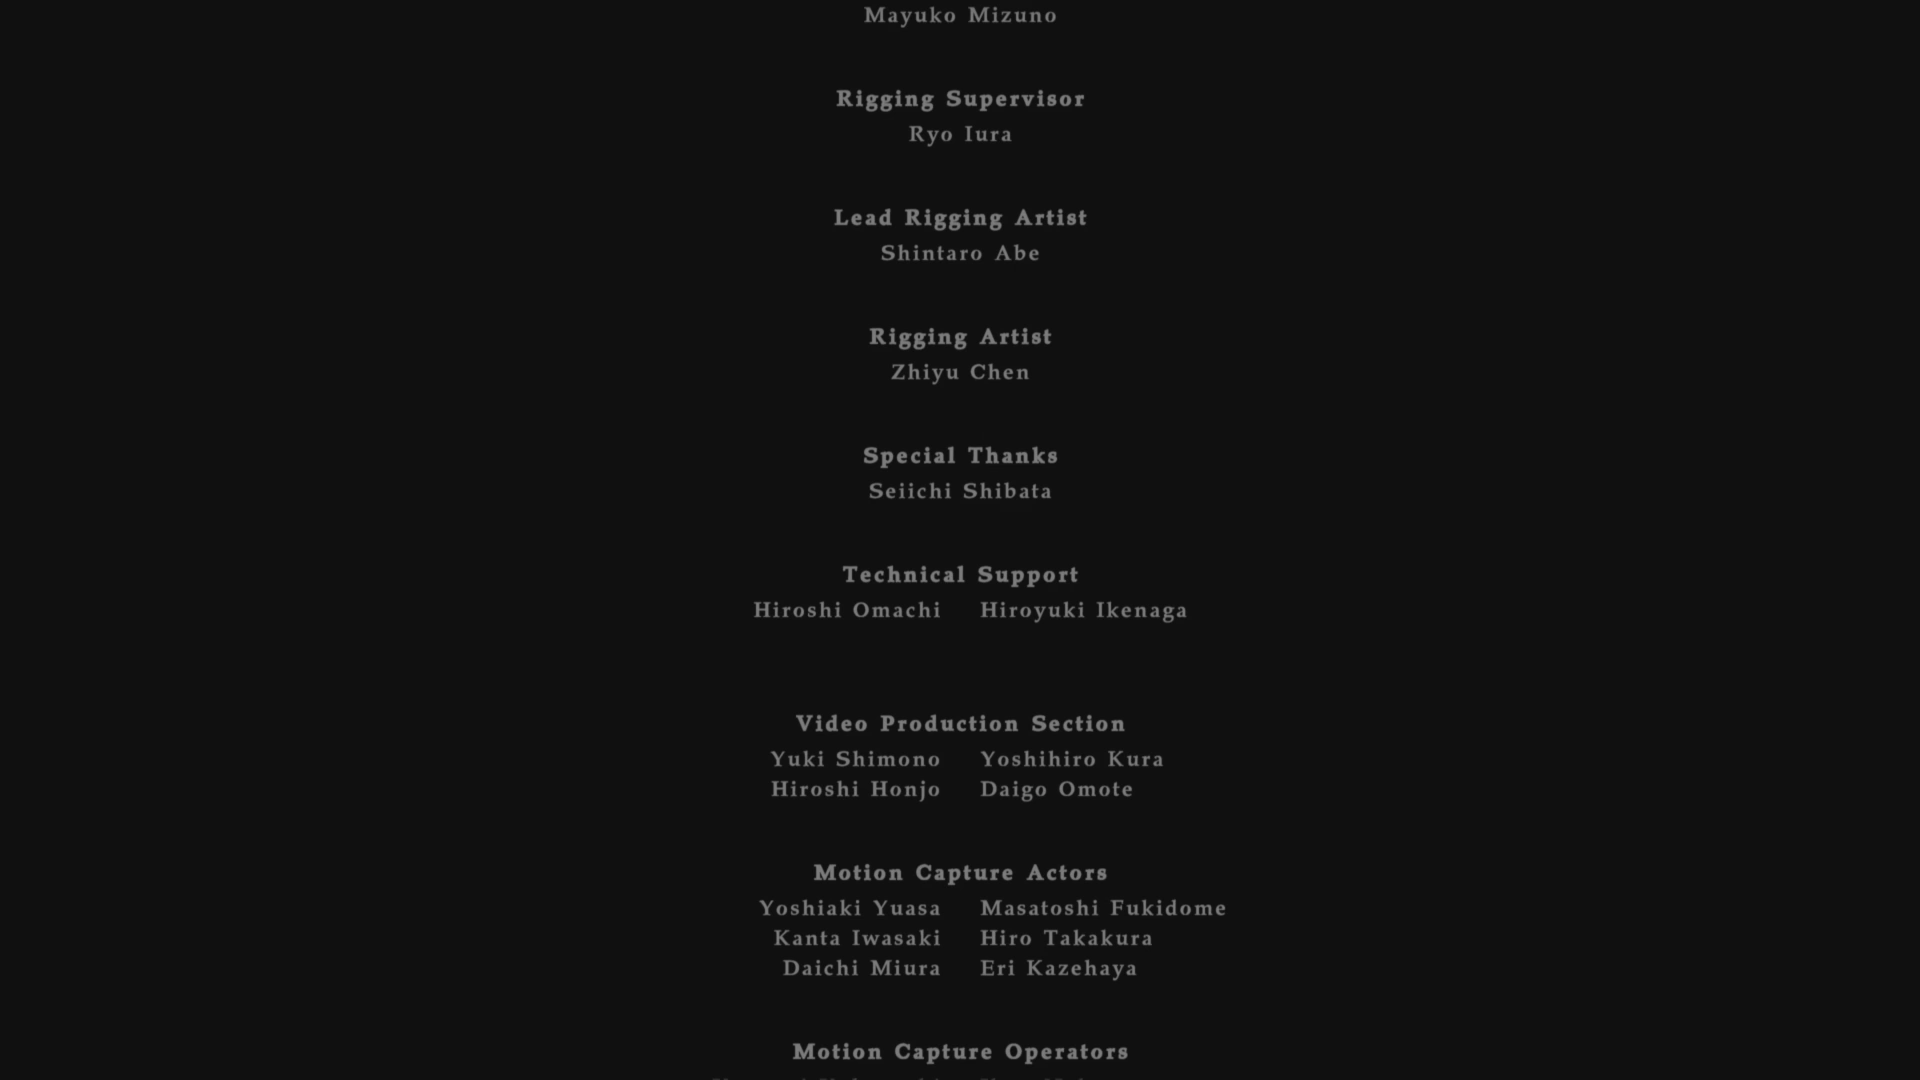 Mayuko Mizuno
Rigging Supervisor
Ryo Iura
Lead Rigging Artist
Shintaro Abe
Rigging Artist
Zhiyu Chen
Special Thanks
Seiichi Shibata
Technical Support
Hiroshi Omachi Hiroyuki Ikenaga
Video Production Section
Yuki Shimono Yoshihiro Kura
Hiroshi Honjo Daigo Omote
Motion Capture Actors
Yoshiaki Yuasa Masatoshi Fukidome
Kanta Iwasaki Hiro Takakura
Daichi Miura Eri Kazehaya
Motion Capture Operators